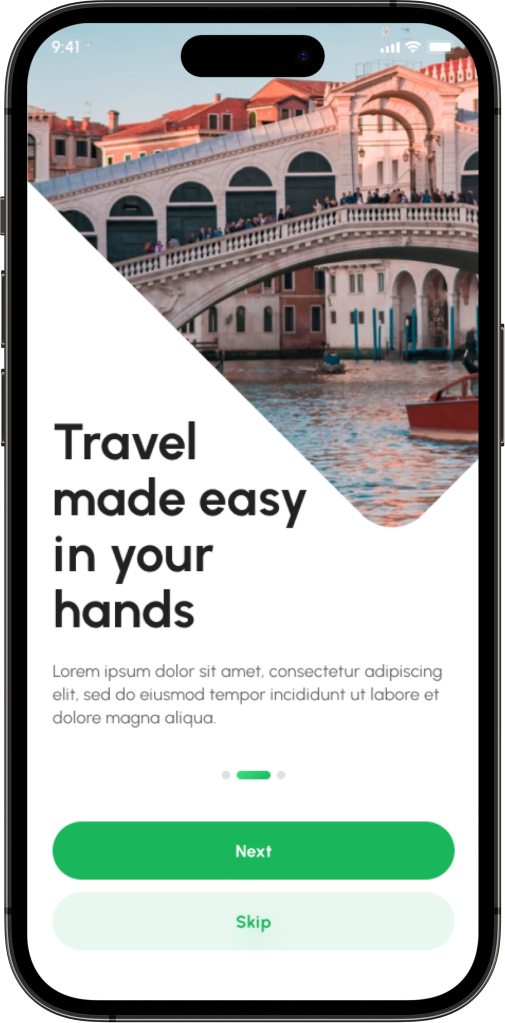 9:41
Travel
made easy
in your
hands
Lorem ipsum dolor sit amet, consectetur adipiscing
elit, sed do eiusmod tempor incididunt ut labore et
dolore magna aliqua.
Next
Skip